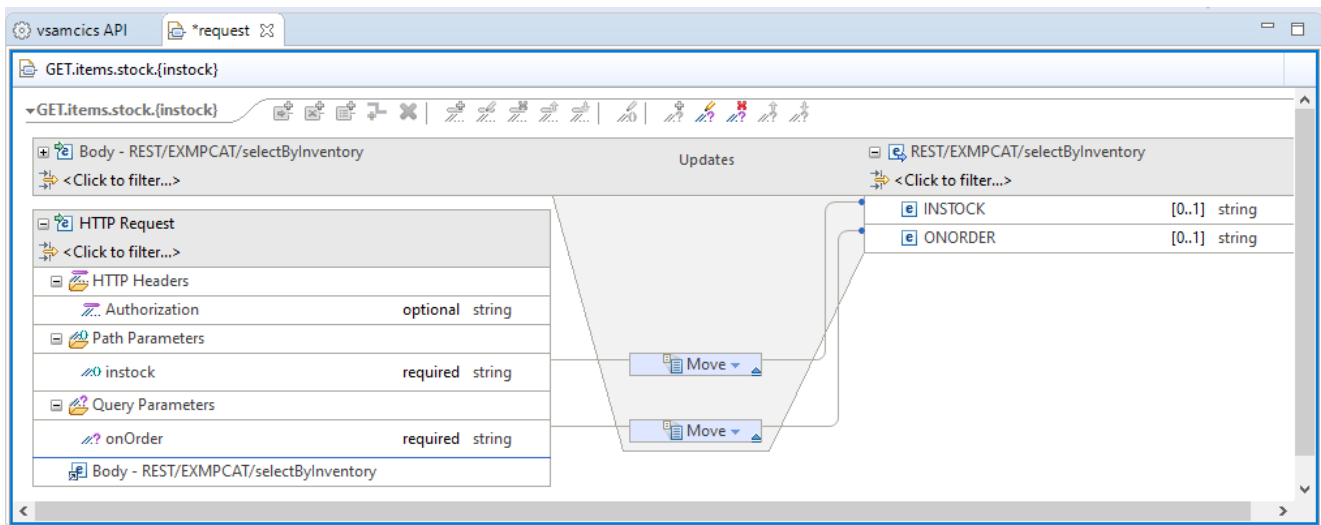 vsamcics API *request
GET.items.stock.{instock}
GET.items.stock.{instock}
Body - REST/EXMPCAT/selectByInventory Updates REST/EXMPCAT/selectByInventory
<Click to filter...> <Click to filter...>
INSTOCK [0..1] string
HTTP Request
ONORDER [0..1] string
<Click to filter...>
HTTP Headers
Authorization optional string
Path Parameters
instock required string Move
Query Parameters
onOrder required string Move
Body - REST/EXMPCAT/selectByInventory